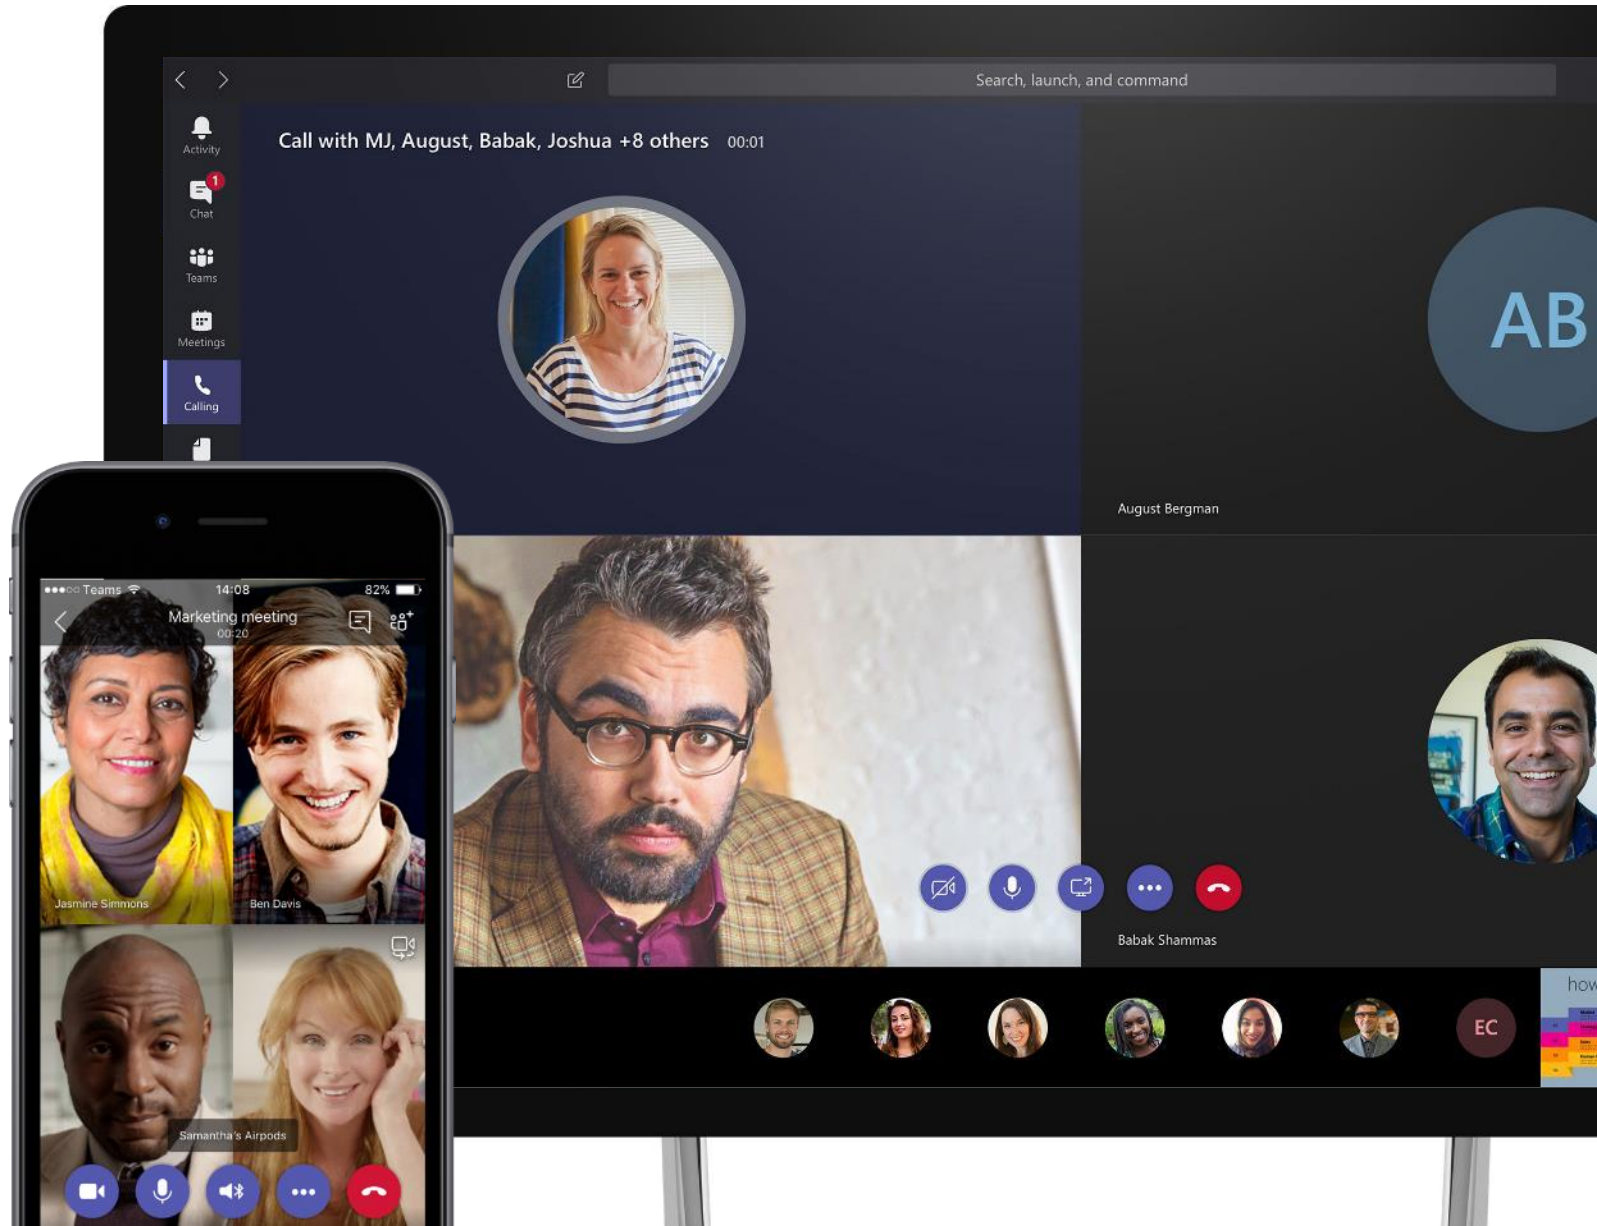 Search, launch, and command
Activity
Call with MJ, August, Babak, Joshua +8 others 00:01
1
Chat
Teams
Meetings
AB
Calling
August Bergman
Teams 14:08 82%
Marketing meeting
00:20
Jasmine Simmons
Ben Davis
Babak Shammas
how
EC
Samantha's Airpods